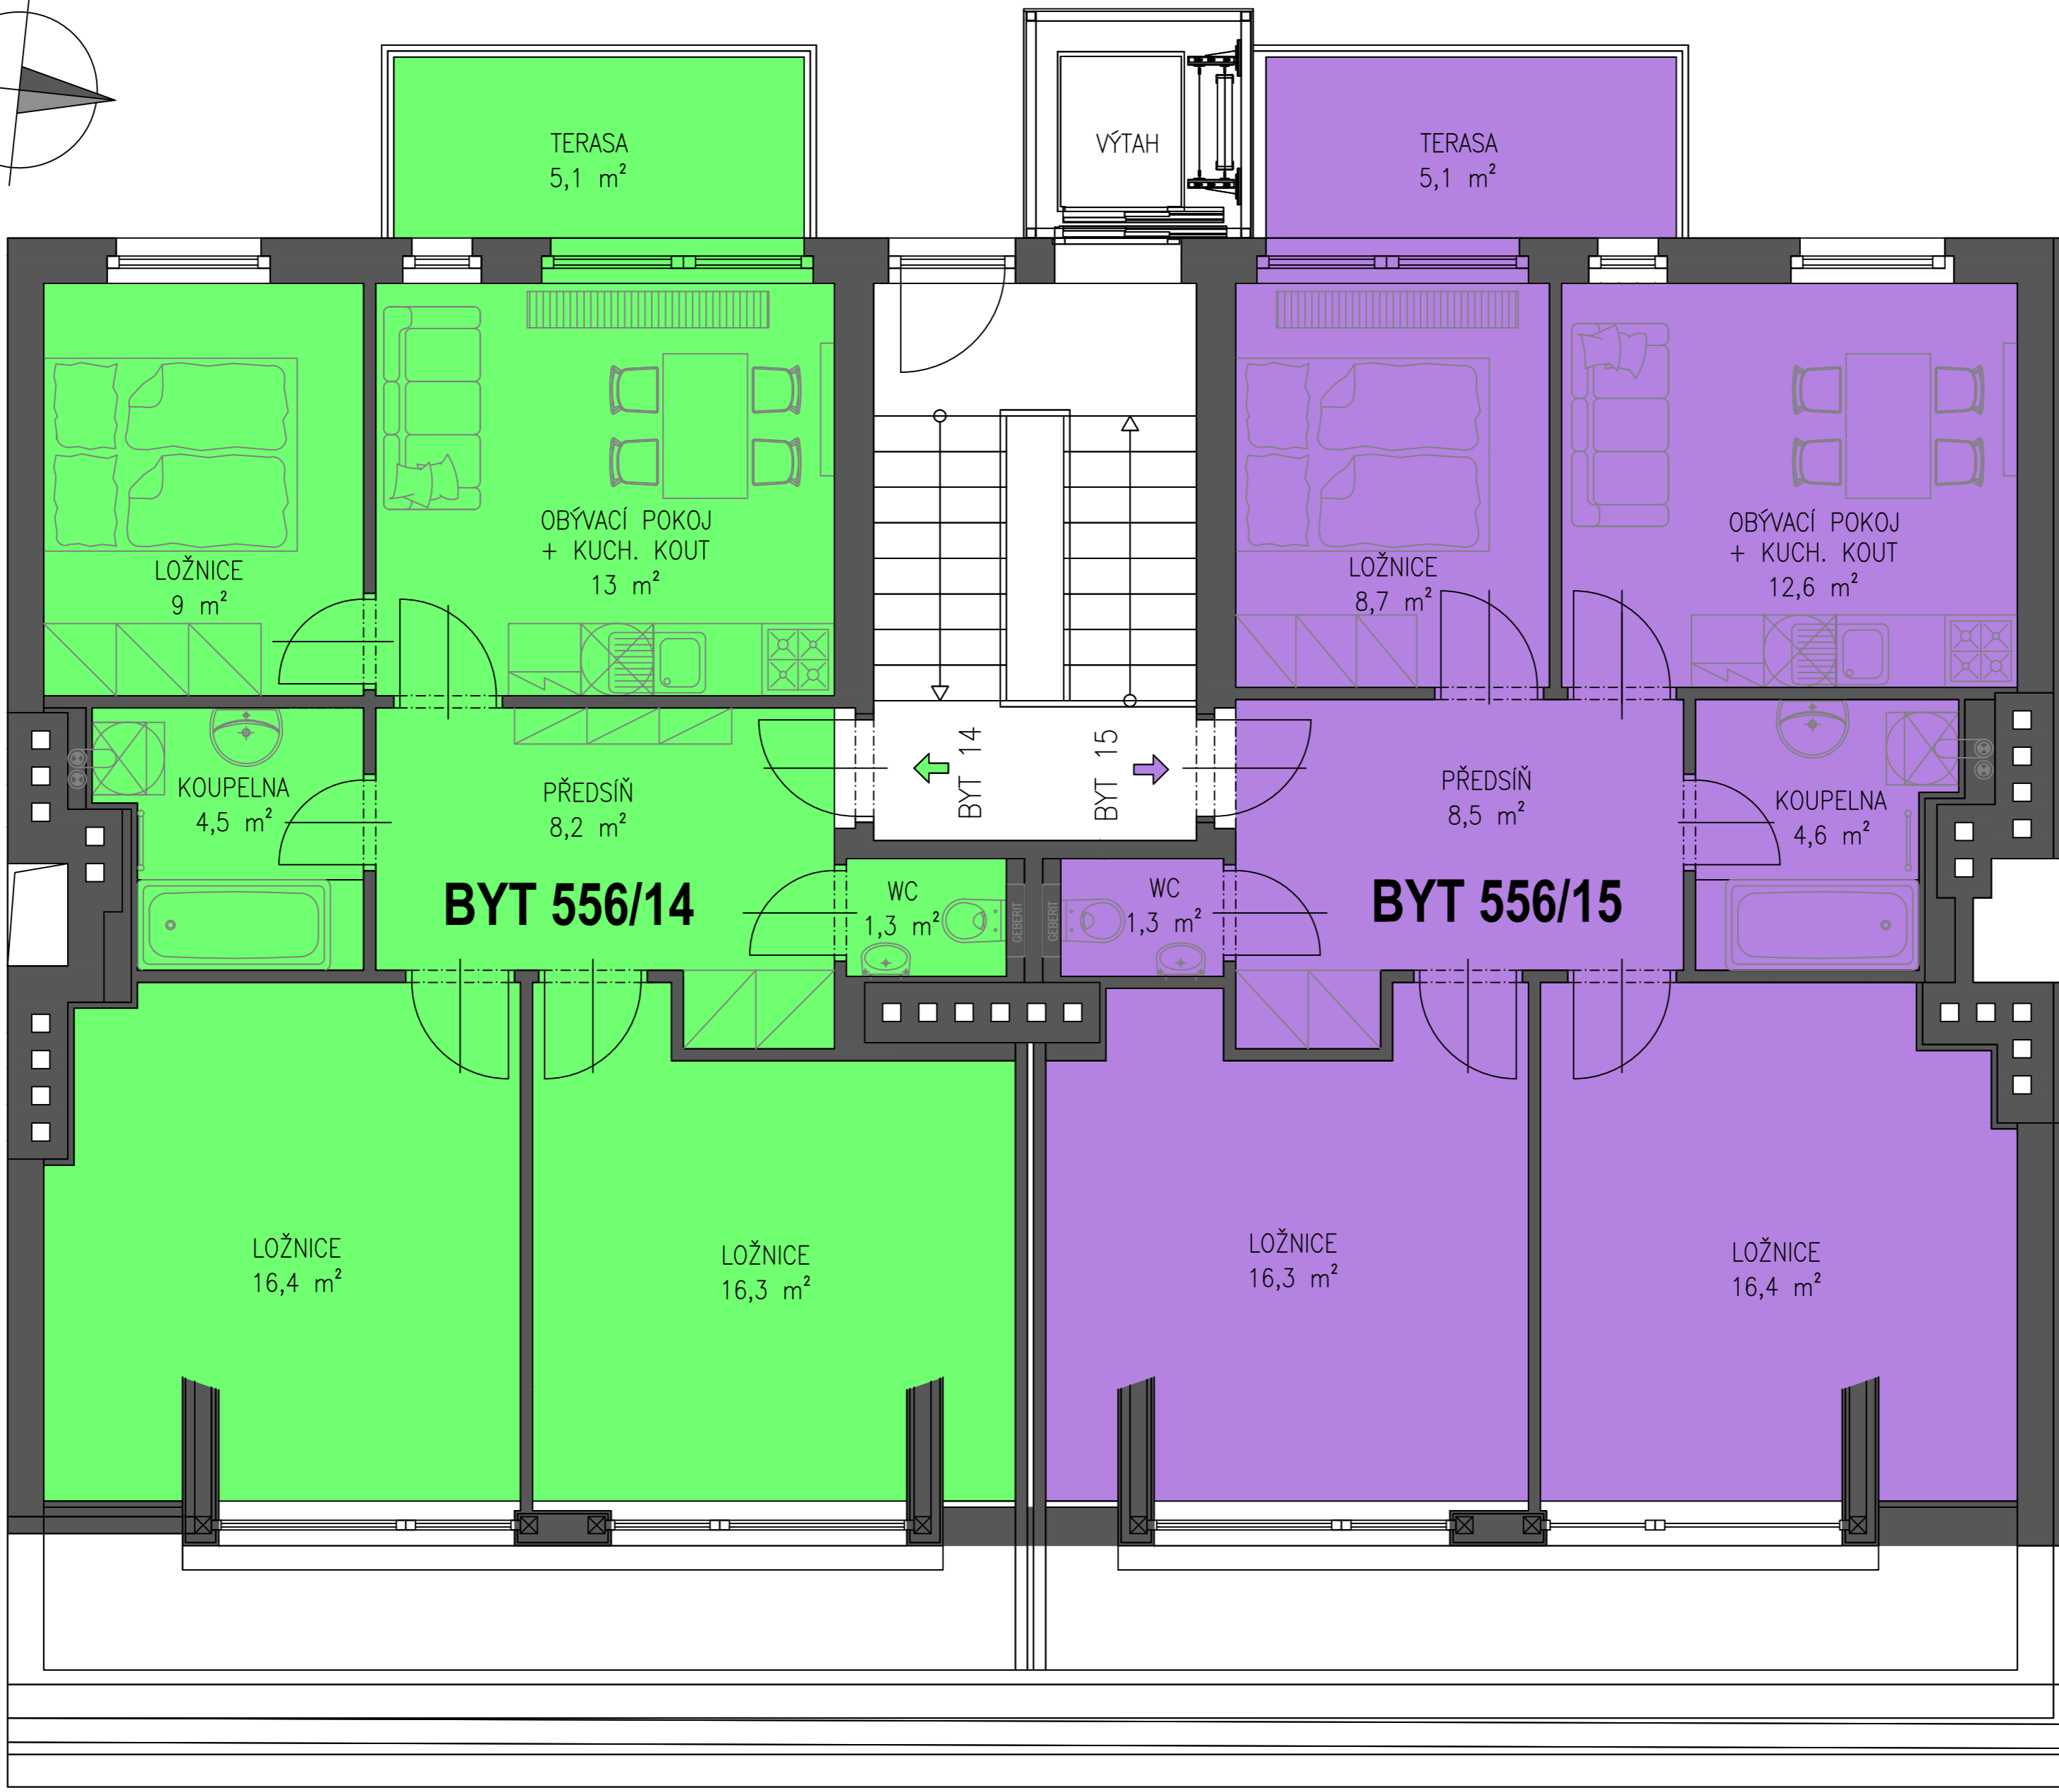 TERASA
5,1 m²
VÝTAH
TERASA
5,1 m²
LOŽNICE
9 m²
OBÝVACÍ POKOJ
+ KUCH. KOUT
13 m²
LOŽNICE
8,7 m²
OBÝVACÍ POKOJ
+ KUCH. KOUT
12,6 m²
KOUPELNA
4,5 m²
PŘEDSÍŇ
8,2 m²
BYT 14
BYT 15
PŘEDSÍŇ
8,5 m²
KOUPELNA
4,6 m²
BYT 556/14
WC
1,3 m²
GEBERIT
GEBERIT
WC
1,3 m²
BYT 556/15
LOŽNICE
16,4 m²
LOŽNICE
16,3 m²
LOŽNICE
16,3 m²
LOŽNICE
16,4 m²